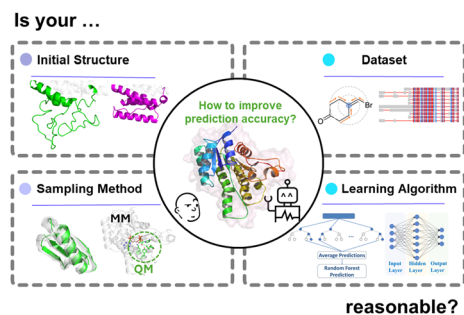 Is your ...
Initial Structure
Dataset
How to improve
prediction accuracy?
O
Br
Sampling Method
Learning Algorithm
MM
QM
Average Predictions
Random Forest
Prediction
Input
Layer
Hidden
Layer
Output
Layer
reasonable?